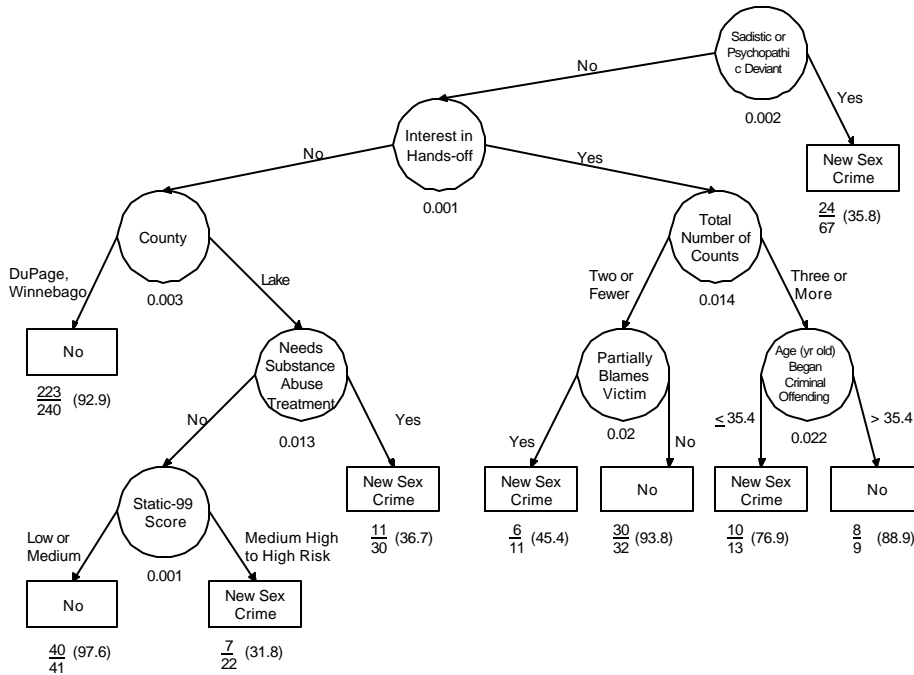 Sadistic or
Psychopathi
c Deviant
0.002
No
Yes
New Sex
Crime
24
67 (35.8)
Interest in
Hands-off
0.001
No
Yes
County
0.003
DuPage,
Winnebago
Lake
No
223
240 (92.9)
Needs
Substance
Abuse
Treatment
0.013
No
Yes
New Sex
Crime
11
30 (36.7)
Static-99
Score
0.001
Low or
Medium
Medium High
to High Risk
No
40
41 (97.6)
New Sex
Crime
7
22 (31.8)
Total
Number of
Counts
0.014
Two or
Fewer
Three or
More
Partially
Blames
Victim
0.02
Yes
No
New Sex
Crime
6
11 (45.4)
No
30
32 (93.8)
Age (yr old)
Began
Criminal
Offending
0.022
≤ 35.4
> 35.4
New Sex
Crime
10
13 (76.9)
No
8
9 (88.9)